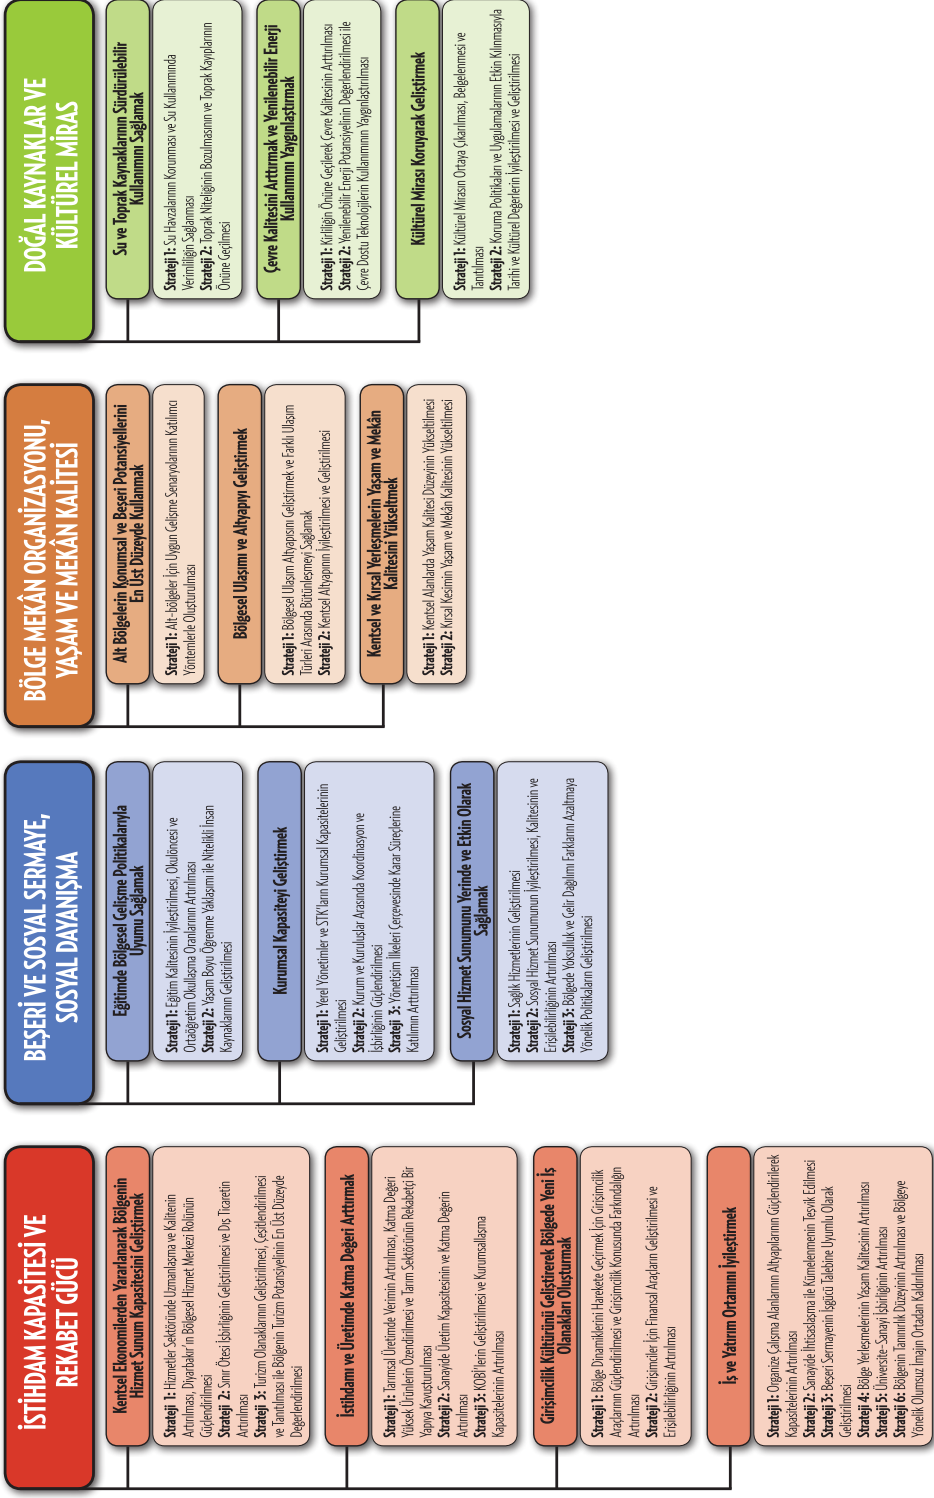 İSTİHDAM KAPASİTESİ VE
REKABET GÜCÜ
Kentsel Ekonomilerden Yararlanarak Bölgenin
Hizmet Sunum Kapasitesini Geliştirmek
Strateji 1: Hizmetler Sektöründe Uzmanlaşma ve Kalitenin
Artırılması, Diyarbakır'ın Bölgesel Hizmet Merkezi Rolünün
Güçlendirilmesi
Strateji 2: Sınır Ötesi İşbirliğinin Geliştirilmesi ve Dış Ticaretin
Artırılması
Strateji 3: Turizm Olanaklarının Geliştirilmesi, Çeşitlendirilmesi
ve Tanıtılması ile Bölgenin Turizm Potansiyelinin En Üst Düzeyde
Değerlendirilmesi
İstihdamı ve Üretimde Katma Değeri Arttırmak
Strateji 1: Tarımsal Üretimde Verimin Artırılması, Katma Değeri
Yüksek Ürünlerin Özendirilmesi ve Tarım Sektörünün Rekabetçi Bir
Yapıya Kavuşturulması
Strateji 2: Sanayide Üretim Kapasitesinin ve Katma Değerin
Artırılması
Strateji 3: KOBİ'lerin Geliştirilmesi ve Kurumsallaşma
Kapasitelerinin Artırılması
Girişimcilik Kültürünü Geliştirerek Bölgede Yeni İş
Olanakları Oluşturmak
Strateji 1: Bölge Dinamiklerini Harekete Geçirmek İçin Girişimcilik
Araçlarının Güçlendirilmesi ve Girişimcilik Konusunda Farkındalığın
Artırılması
Strateji 2: Girişimciler İçin Finansal Araçların Geliştirilmesi ve
Erişilebilirliğinin Artırılması
İş ve Yatırım Ortamını İyileştirmek
Strateji 1: Organize Çalışma Alanlarının Altyapılarının Güçlendirilerek
Kapasitelerinin Artırılması
Strateji 2: Sanayide İhtisaslaşma ile Kümelenmenin Teşvik Edilmesi
Strateji 3: Beşeri Sermayenin İşgücü Talebine Uyumlu Olarak
Geliştirilmesi
Strateji 4: Bölge Yerleşmelerinin Yaşam Kalitesinin Artırılması
Strateji 5: Üniversite-Sanayi İşbirliğinin Artırılması
Strateji 6: Bölgenin Tanınırlık Düzeyinin Artırılması ve Bölgeye
Yönelik Olumsuz İmajın Ortadan Kaldırılması
BEŞERİ VE SOSYAL SERMAYE,
SOSYAL DAYANIŞMA
Eğitimde Bölgesel Gelişme Politikalarıyla
Uyumu Sağlamak
Strateji 1: Eğitim Kalitesinin İyileştirilmesi, Okulöncesi ve
Ortaöğretim Okullaşma Oranlarının Artırılması
Strateji 2: Yaşam Boyu Öğrenme Yaklaşımı ile Nitelikli İnsan
Kaynaklarının Geliştirilmesi
Kurumsal Kapasiteyi Geliştirmek
Strateji 1: Yerel Yönetimler ve STK'ların Kurumsal Kapasitelerinin
Geliştirilmesi
Strateji 2: Kurum ve Kuruluşlar Arasında Koordinasyon ve
İşbirliğinin Güçlendirilmesi
Strateji 3: Yönetişim İlkeleri Çerçevesinde Karar Süreçlerine
Katılımın Arttırılması
Sosyal Hizmet Sunumunu Yerinde ve Etkin Olarak
Sağlamak
Strateji 1: Sağlık Hizmetlerinin Geliştirilmesi
Strateji 2: Sosyal Hizmet Sunumunun İyileştirilmesi, Kalitesinin ve
Erişilebilirliğinin Artırılması
Strateji 3: Bölgede Yoksulluk ve Gelir Dağılımı Farklarını Azaltmaya
Yönelik Politikaların Geliştirilmesi
BÖLGE MEKÂN ORGANİZASYONU,
YAŞAM VE MEKÂN KALİTESİ
Alt Bölgelerin Konumsal ve Beşeri Potansiyellerini
En Üst Düzeyde Kullanmak
Strateji 1: Alt-bölgeler İçin Uygun Gelişme Senaryolarının Katılımcı
Yöntemlerle Oluşturulması
Bölgesel Ulaşımı ve Altyapıyı Geliştirmek
Strateji 1: Bölgesel Ulaşım Altyapısını Geliştirmek ve Farklı Ulaşım
Türleri Arasında Bütünleşmeyi Sağlamak
Strateji 2: Kentsel Altyapının İyileştirilmesi ve Geliştirilmesi
Kentsel ve Kırsal Yerleşmelerin Yaşam ve Mekân
Kalitesini Yükseltmek
Strateji 1: Kentsel Alanlarda Yaşam Kalitesi Düzeyinin Yükseltilmesi
Strateji 2: Kırsal Kesimin Yaşam ve Mekân Kalitesinin Yükseltilmesi
DOĞAL KAYNAKLAR VE
KÜLTÜREL MİRAS
Su ve Toprak Kaynaklarının Sürdürülebilir
Kullanımını Sağlamak
Strateji 1: Su Havzalarının Korunması ve Su Kullanımında
Verimliliğin Sağlanması
Strateji 2: Toprak Niteliğinin Bozulmasının ve Toprak Kayıplarının
Önüne Geçilmesi
Çevre Kalitesini Arttırmak ve Yenilenebilir Enerji
Kullanımını Yaygınlaştırmak
Strateji 1: Kirliliğin Önüne Geçilerek Çevre Kalitesinin Arttırılması
Strateji 2: Yenilenebilir Enerji Potansiyelinin Değerlendirilmesi ile
Çevre Dostu Teknolojilerin Kullanımının Yaygınlaştırılması
Kültürel Mirası Koruyarak Geliştirmek
Strateji 1: Kültürel Mirasın Ortaya Çıkarılması, Belgelenmesi ve
Tanıtılması
Strateji 2: Koruma Politikaları ve Uygulamalarının Etkin Kılınmasıyla
Tarihi ve Kültürel Değerlerin İyileştirilmesi ve Geliştirilmesi